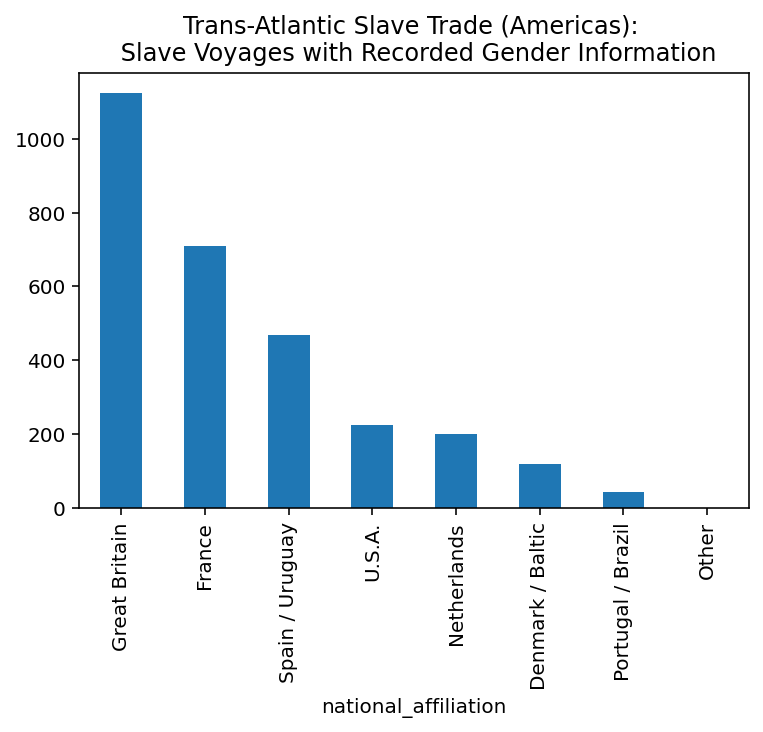 Trans-Atlantic Slave Trade (Americas):
Slave Voyages with Recorded Gender Information
1000
800
600
400
200
0
Great Britain
France
Spain / Uruguay
U.S.A.
Netherlands
Denmark / Baltic
Portugal / Brazil
Other
national_affiliation